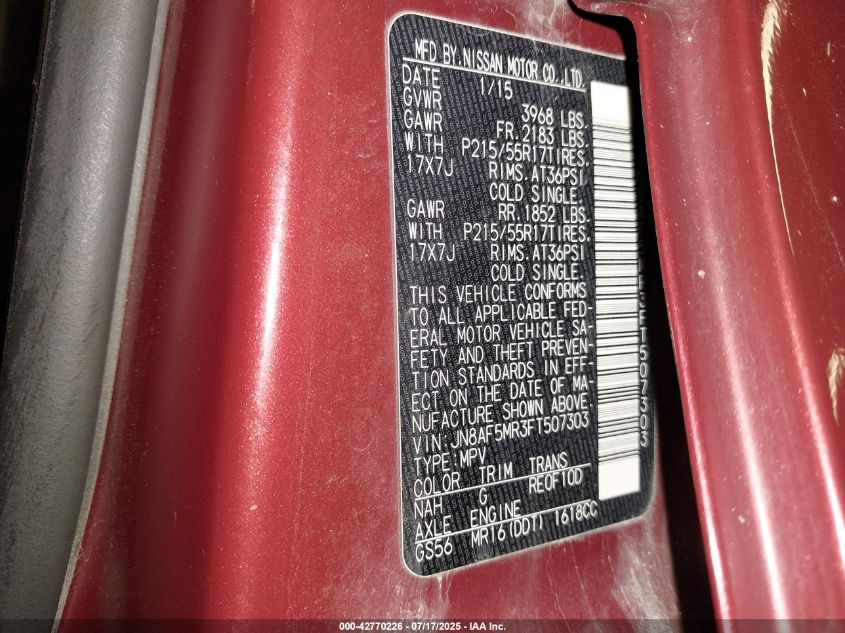 MFD BY.NISSAN MOTOR CO.,LTD.
DATE 1/15
GVWR 3968 LBS.
GAWR FR.2183 LBS.
WITH P215/55R17TIRES.
17X7J RIMS.AT36PSI/
COLD SINGLE.
GAWR RR.1852 LBS.
WITH P215/55R17TIRES.
17X7J RIMS.AT36PSI
COLD SINGLE.
THIS VEHICLE CONFORMS
TO ALL APPLICABLE FED-
ERAL MOTOR VEHICLE SA-
FETY AND THEFT PREVEN-
TION STANDARDS IN EFF-
ECT ON THE DATE OF MA-
NUFACTURE SHOWN ABOVE.
VIN:JN8AF5MR3FT507303
TYPE:MPV
COLOR TRIM TRANS
NAH G RE0F10D
AXLE ENGINE
GS56 MR16(DDT) 1618CC
FT507303
000-42770226 - 07/17/2025 - IAA Inc.